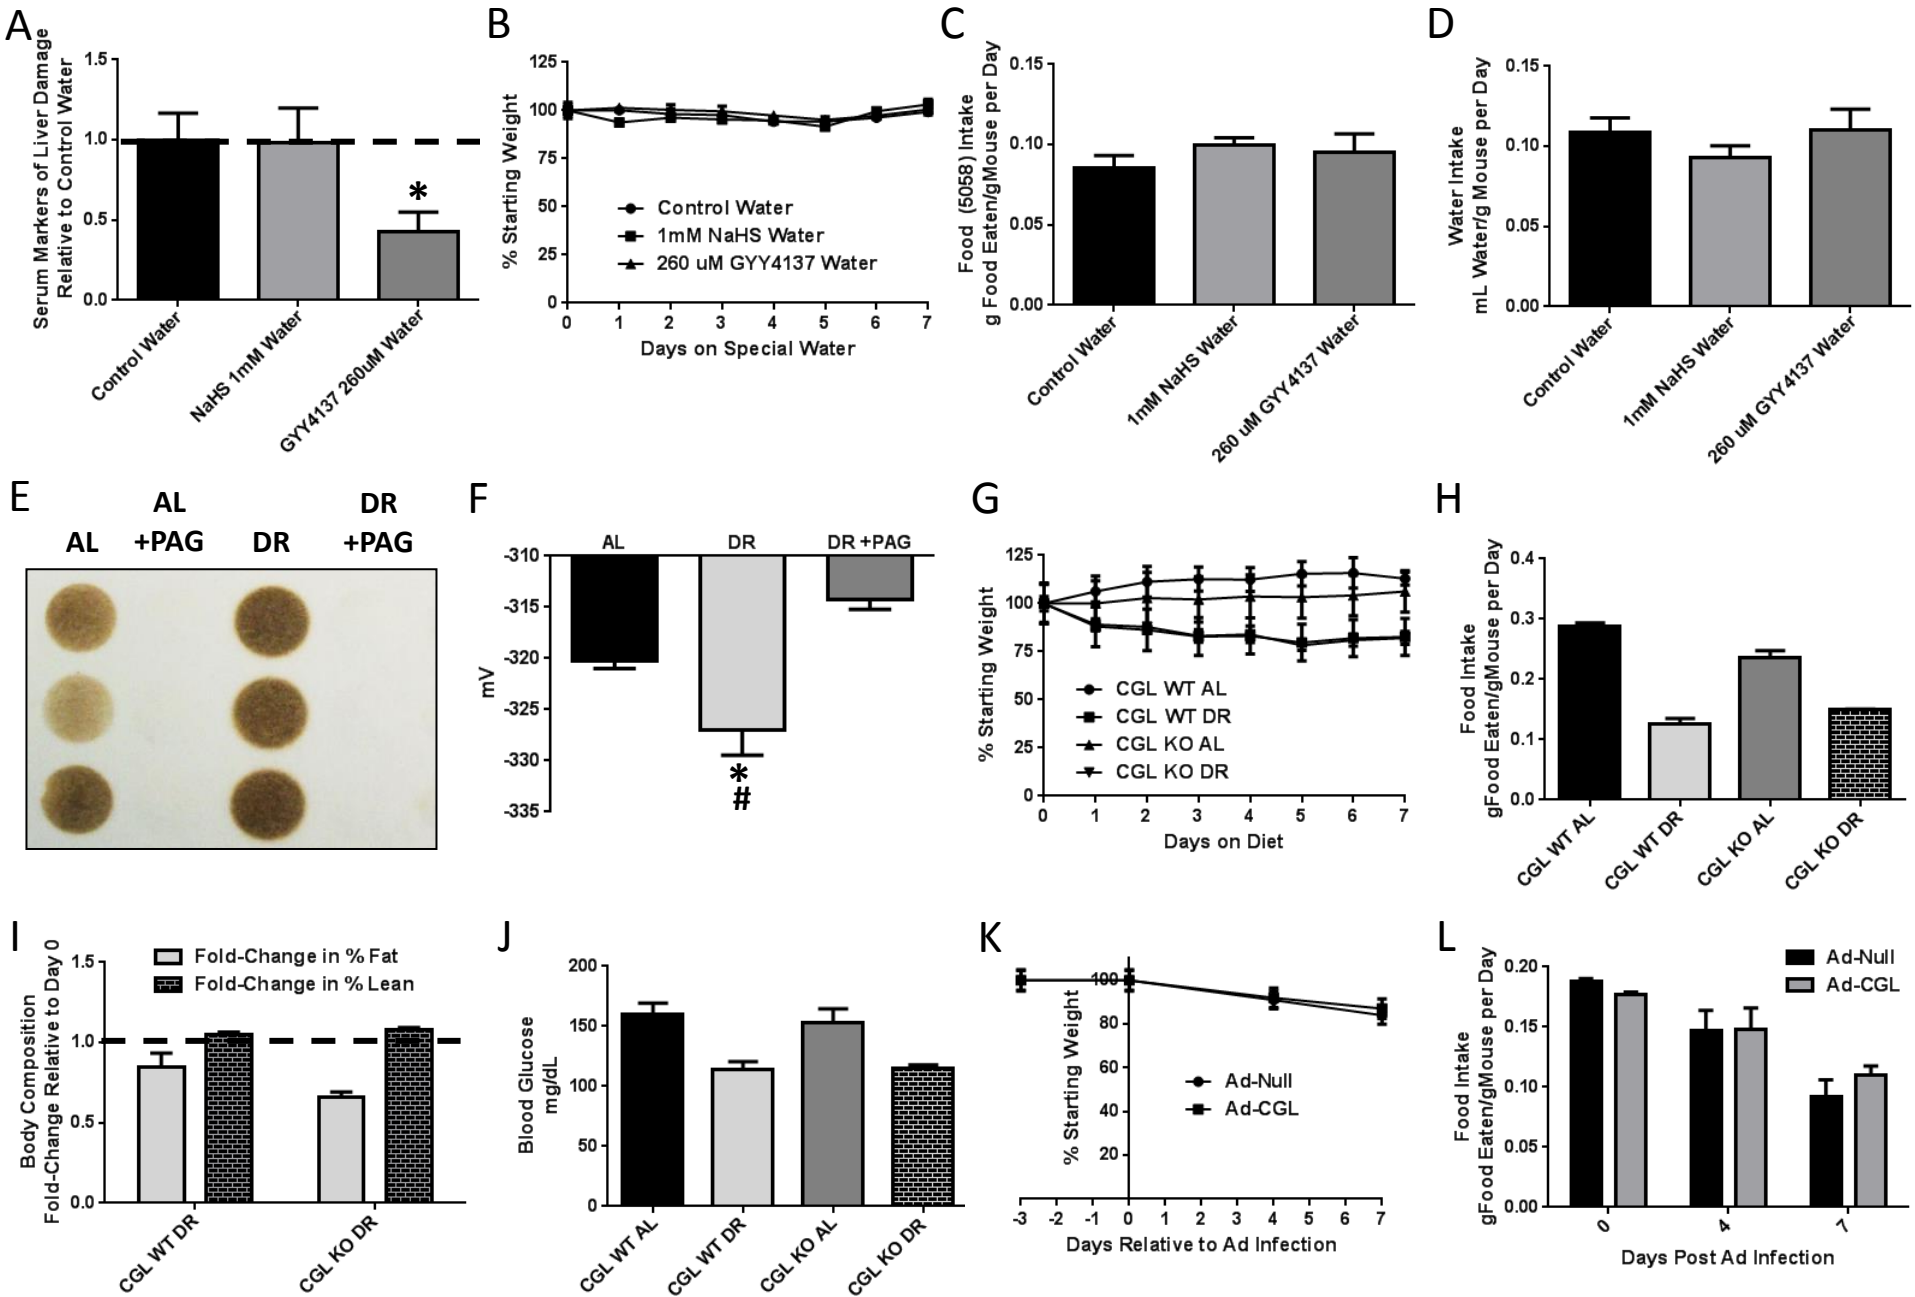 A
Serum Markers of Liver Damage
Relative to Control Water
1.5
1.0
0.5
0.0
*
Control Water
NaHS 1mM Water
GYY4137 260uM Water
B
% Starting Weight
125
100
75
50
25
0
Control Water
1mM NaHS Water
260 uM GYY4137 Water
0 1 2 3 4 5 6 7
Days on Special Water
C
Food (5058) Intake
g Food Eaten/gMouse per Day
0.15
0.10
0.05
0.00
Control Water
1mM NaHS Water
260 uM GYY4137 Water
D
Water Intake
mL Water/g Mouse per Day
0.15
0.10
0.05
0.00
Control Water
1mM NaHS Water
260 uM GYY4137 Water
E
AL
AL
+PAG
DR
DR
+PAG
F
mV
-310
-315
-320
-325
-330
-335
AL DR DR +PAG
*
#
G
% Starting Weight
125
100
75
50
25
0
CGL WT AL
CGL WT DR
CGL KO AL
CGL KO DR
0 1 2 3 4 5 6 7
Days on Diet
H
Food Intake
gFood Eaten/gMouse per Day
0.4
0.3
0.2
0.1
0.0
CGL WT AL
CGL WT DR
CGL KO AL
CGL KO DR
I
Body Composition
Fold-Change Relative to Day 0
1.5
1.0
0.5
0.0
Fold-Change in % Fat
Fold-Change in % Lean
CGL WT DR
CGL KO DR
J
Blood Glucose
mg/dL
200
150
100
50
0
CGL WT AL
CGL WT DR
CGL KO AL
CGL KO DR
K
% Starting Weight
100
80
60
40
20
Ad-Null
Ad-CGL
-3 -2 -1 0 1 2 3 4 5 6 7
Days Relative to Ad Infection
L
Food Intake
gFood Eaten/gMouse per Day
0.20
0.15
0.10
0.05
0.00
Ad-Null
Ad-CGL
0 4 7
Days Post Ad Infection